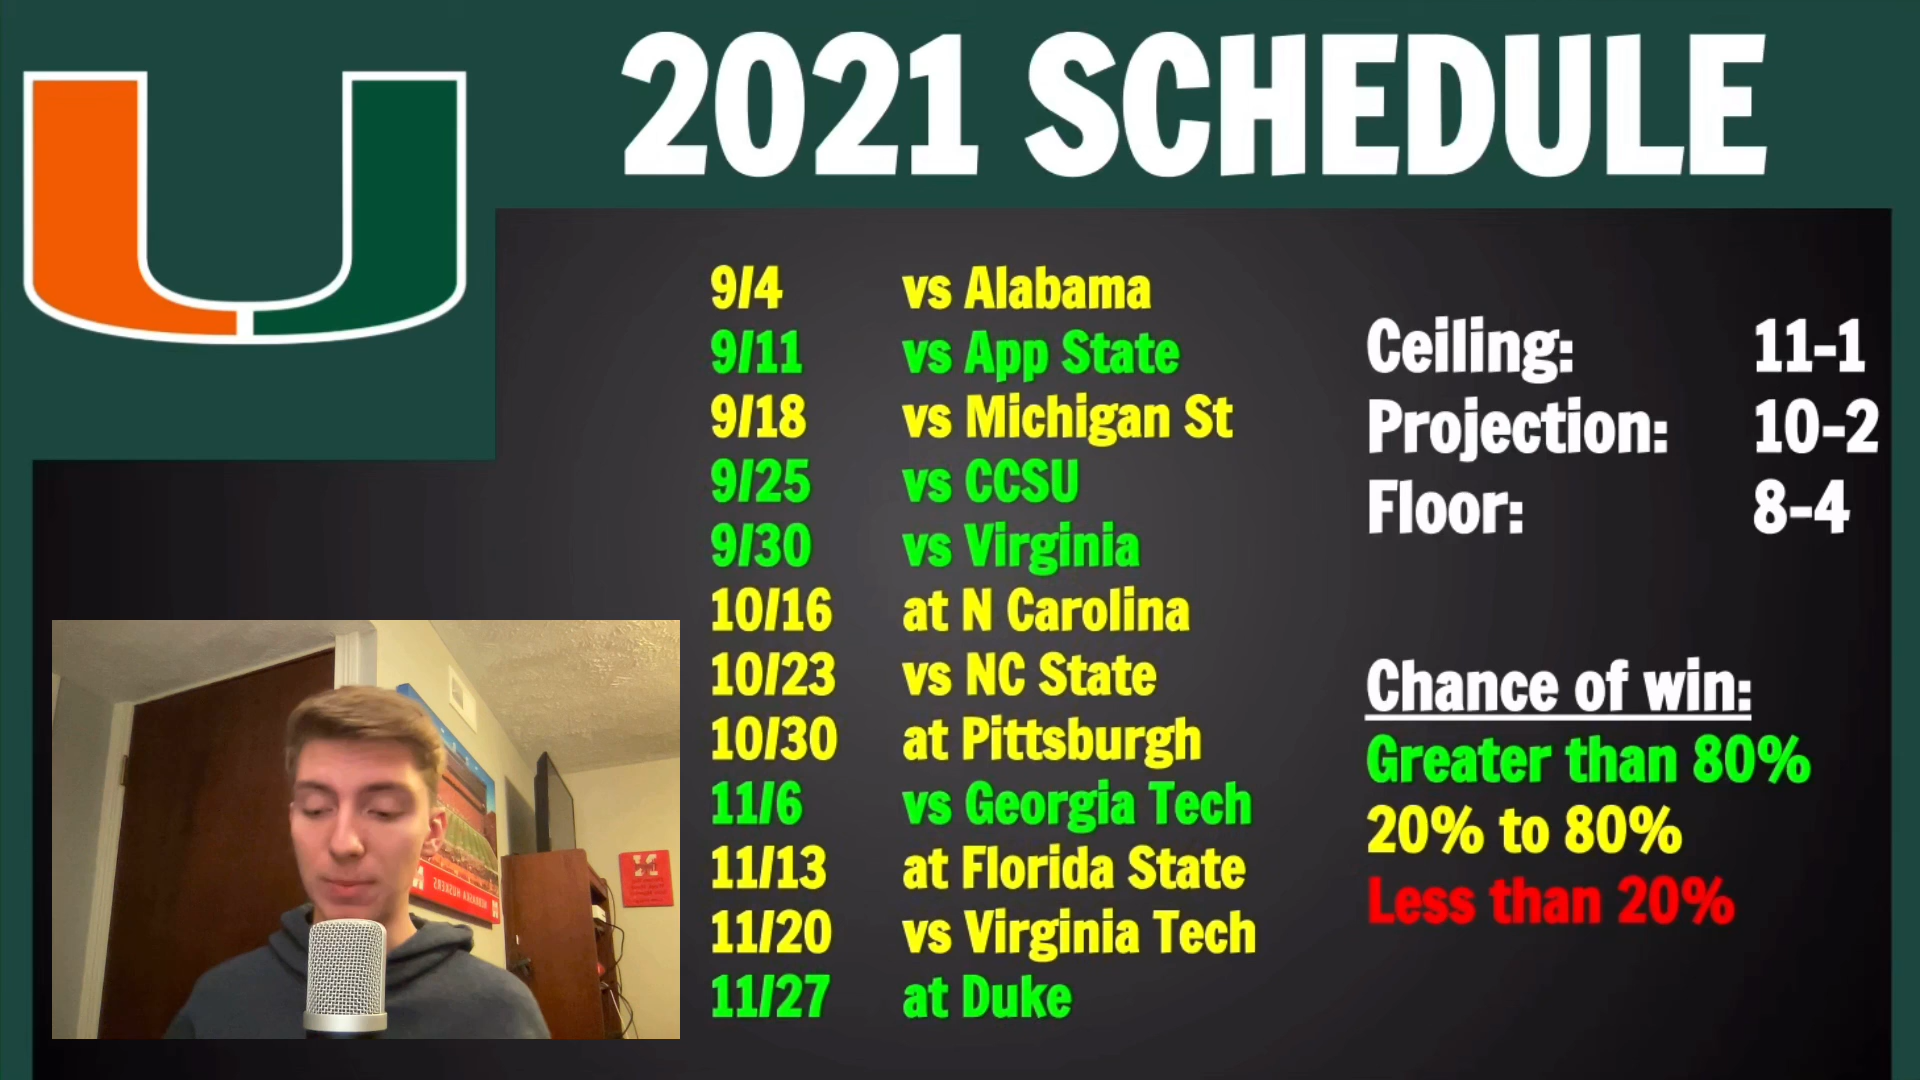 2021 SCHEDULE
9/4 vs Alabama
9/11 vs App State
9/18 vs Michigan St
9/25 vs CCSU
9/30 vs Virginia
10/16 at N Carolina
10/23 vs NC State
10/30 at Pittsburgh
11/6 vs Georgia Tech
11/13 at Florida State
11/20 vs Virginia Tech
11/27 at Duke
Ceiling: 11-1
Projection: 10-2
Floor: 8-4
Chance of win:
Greater than 80%
20% to 80%
Less than 20%
NEBRASKA HUSKERS